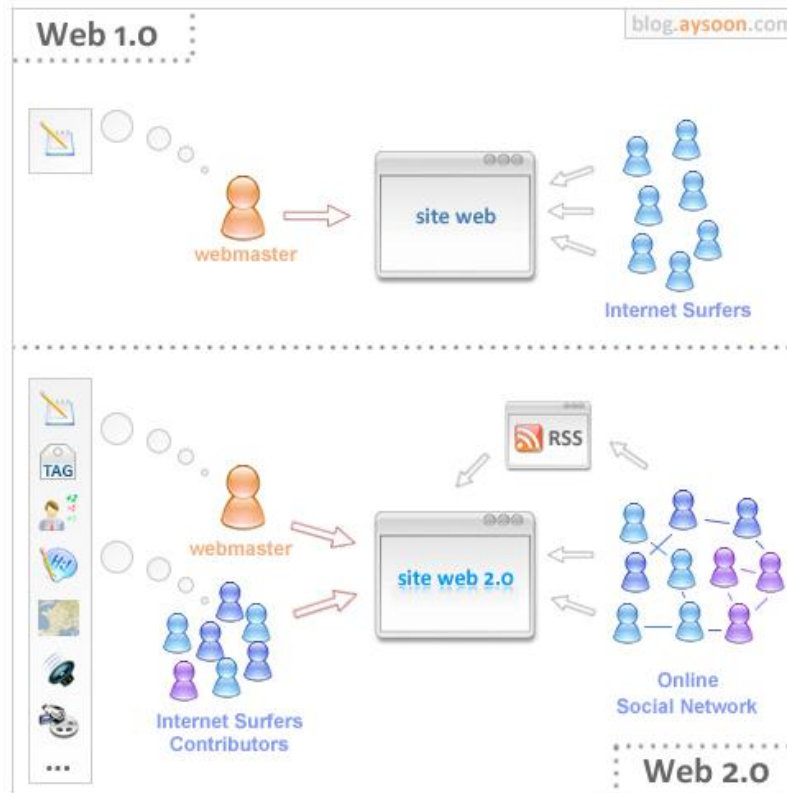 Web 1.0
blog.aysoon.com
site web
webmaster
Internet Surfers
RSS
TAG
Hi!
webmaster
site web 2.0
Internet Surfers
Contributors
Online
Social Network
...
Web 2.0